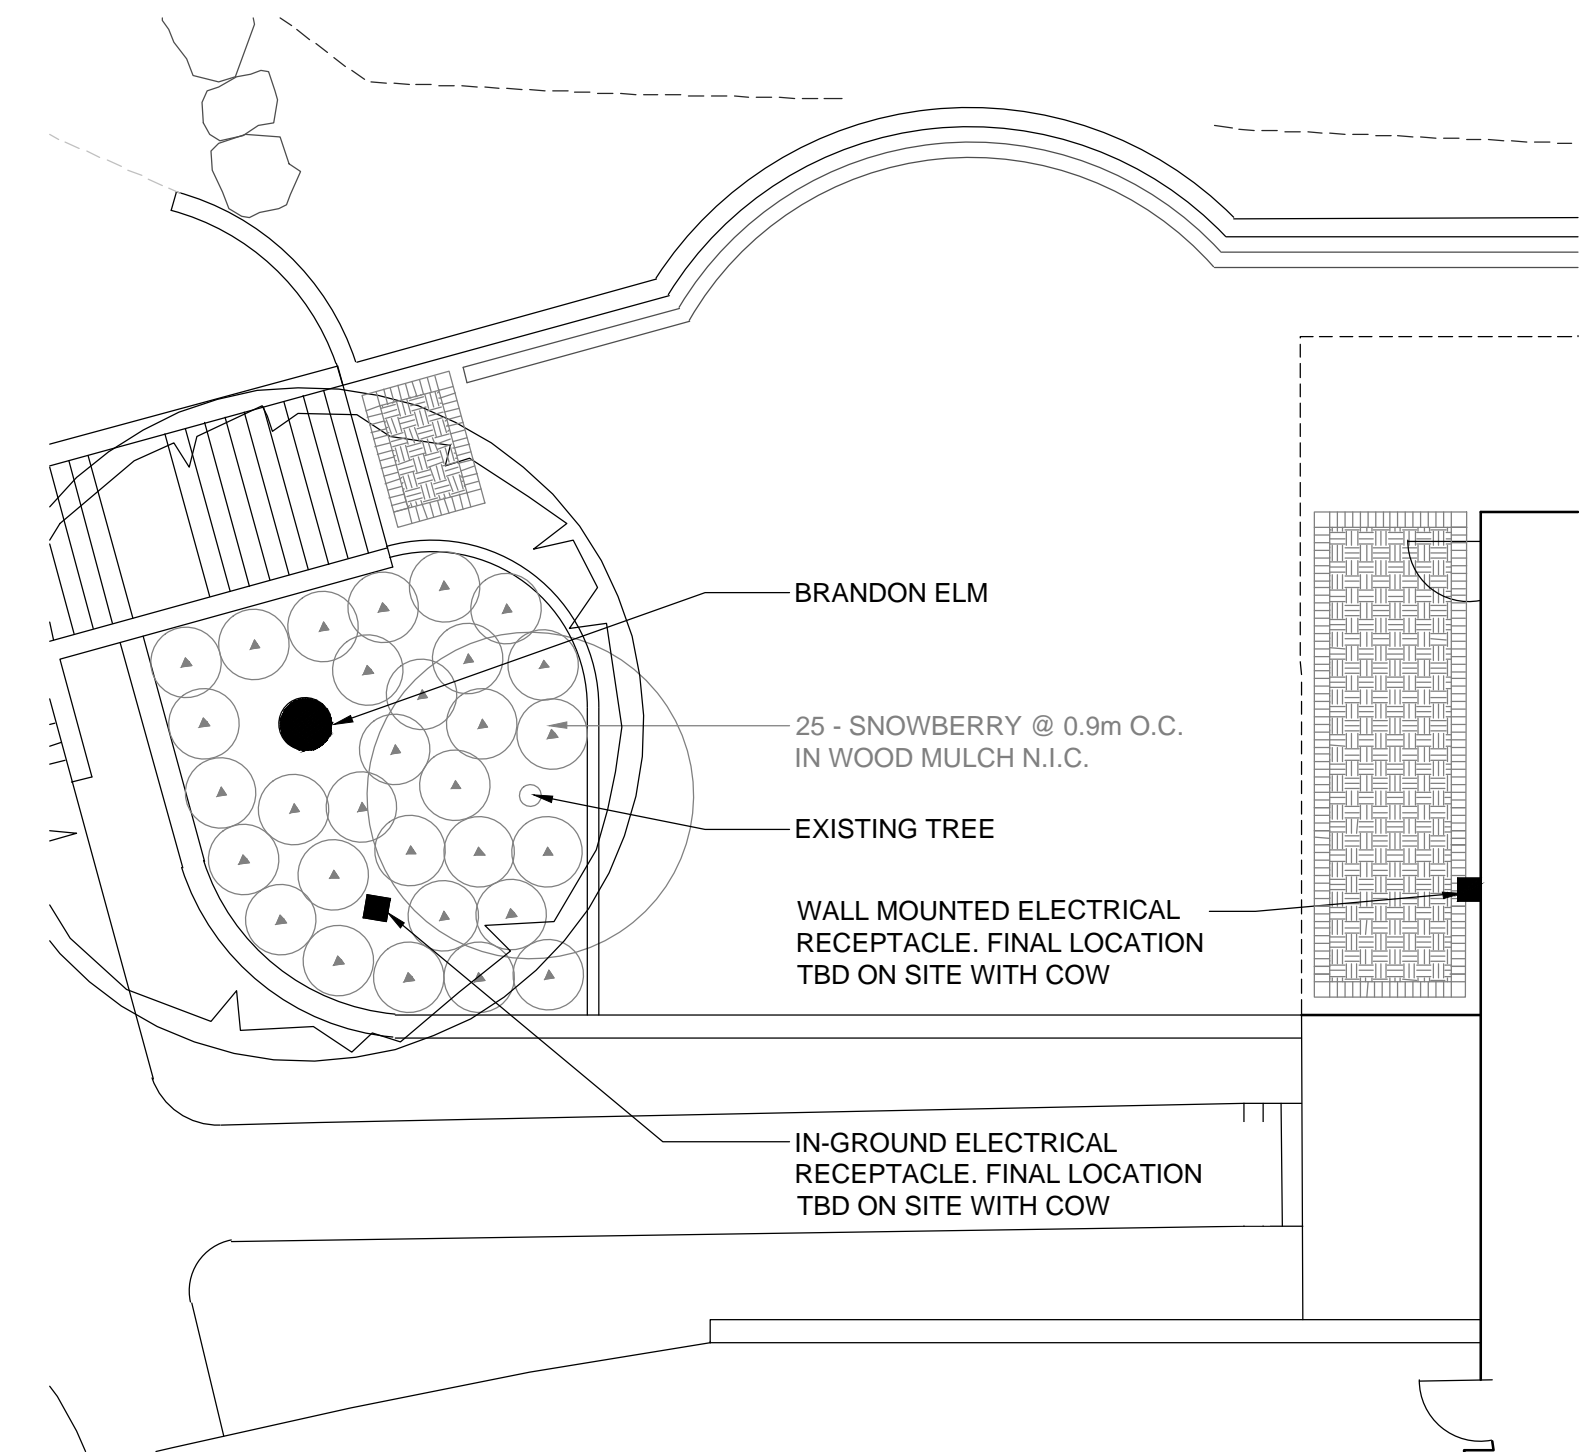 BRANDON ELM
25 - SNOWBERRY @ 0.9m O.C.
IN WOOD MULCH N.I.C.
EXISTING TREE
WALL MOUNTED ELECTRICAL
RECEPTACLE. FINAL LOCATION
TBD ON SITE WITH COW
IN-GROUND ELECTRICAL
RECEPTACLE. FINAL LOCATION
TBD ON SITE WITH COW